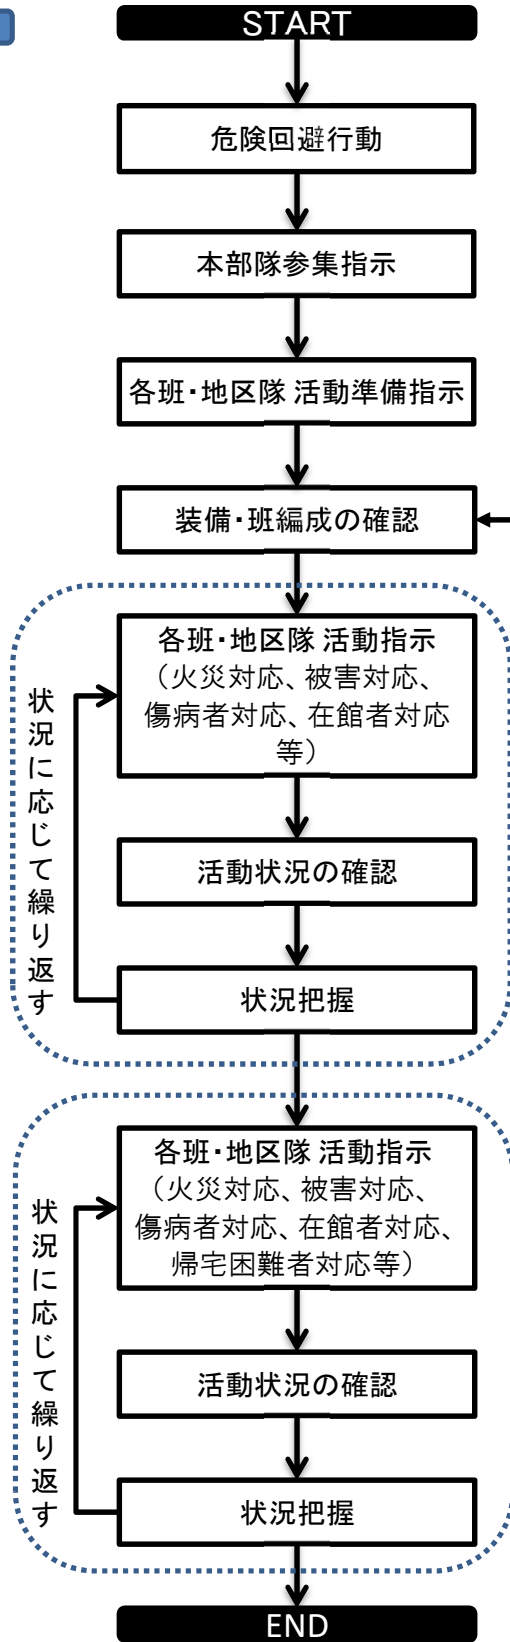 START
危険回避行動
本部隊参集指示
各班・地区隊 活動準備指示
装備・班編成の確認
状況に応じて繰り返す
各班・地区隊 活動指示
（火災対応、被害対応、
傷病者対応、在館者対応
等）
活動状況の確認
状況把握
状況に応じて繰り返す
各班・地区隊 活動指示
（火災対応、被害対応、
傷病者対応、在館者対応、
帰宅困難者対応等）
活動状況の確認
状況把握
END